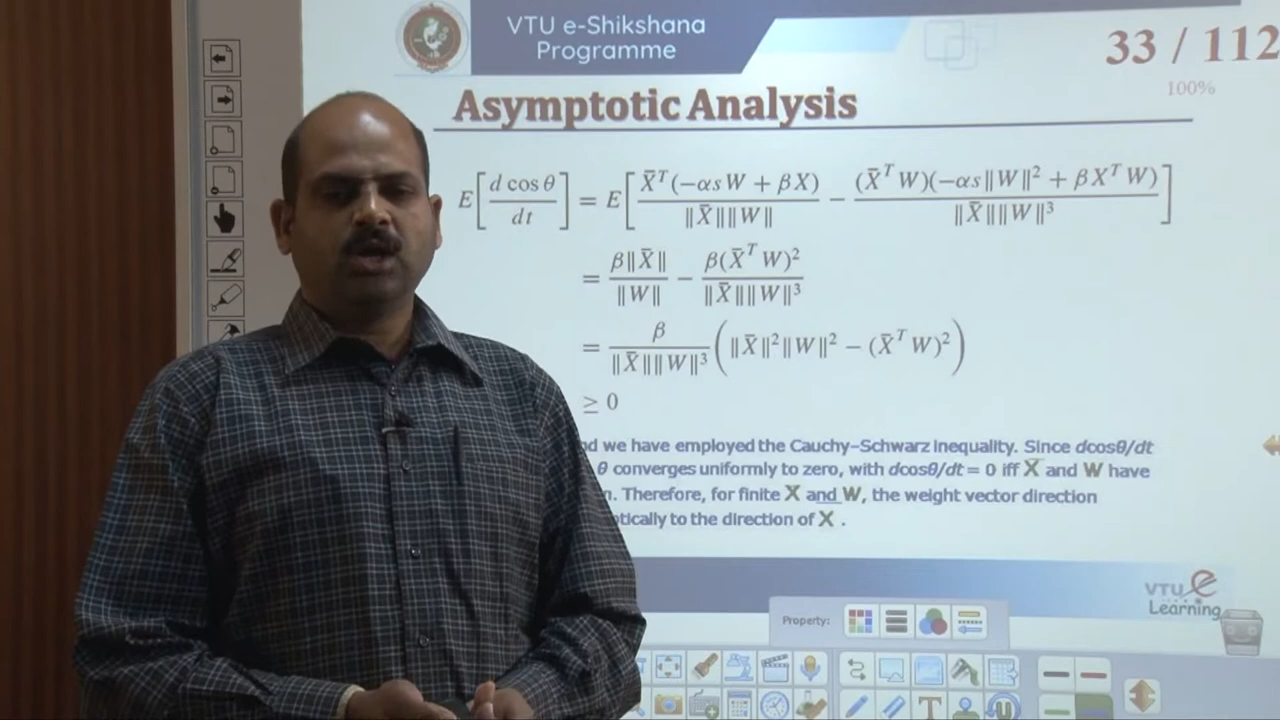 VTU e-Shikshana
Programme
33 / 112
100%
Asymptotic Analysis
E[d cos θ / dt] = E[X̄ᵀ(−αsW + βX) / ‖X̄‖‖W‖ − (X̄ᵀW)(−αs‖W‖² + βXᵀW) / ‖X̄‖‖W‖³]
= β‖X̄‖ / ‖W‖ − β(X̄ᵀW)² / ‖X̄‖‖W‖³
= β / ‖X̄‖‖W‖³ (‖X̄‖²‖W‖² − (X̄ᵀW)²)
≥ 0
we have employed the Cauchy–Schwarz inequality. Since dcosθ/dt
θ converges uniformly to zero, with dcosθ/dt = 0 iff X̄ and W have
Therefore, for finite X̄ and W, the weight vector direction
to the direction of X̄ .
VTU e
Learning
Property: